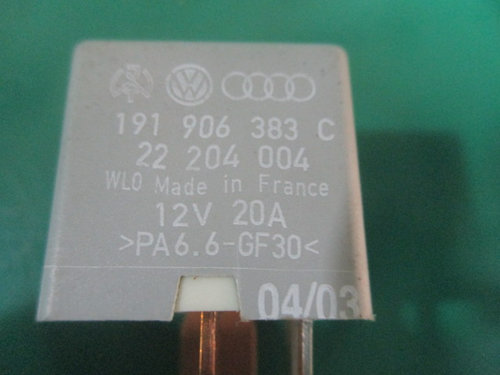 191 906 383 C
22 204 004
WLO Made in France
12V 20A
>PA6.6-GF30<
04/03